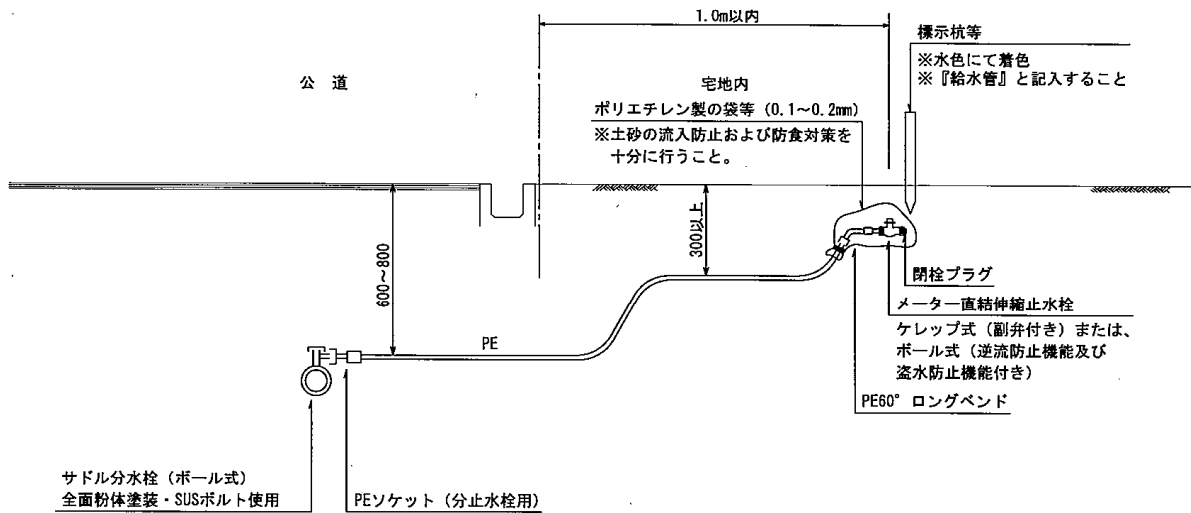 1.0m以内
標示杭等
※水色にて着色
※『給水管』と記入すること
公 道
宅地内
ポリエチレン製の袋等（0.1～0.2mm）
※土砂の流入防止および防食対策を
十分に行うこと。
600～800
300以上
閉栓プラグ
メーター直結伸縮止水栓
ケレップ式（副弁付き）または、
ボール式（逆流防止機能及び
盗水防止機能付き）
PE
PE60° ロングベンド
サドル分水栓（ボール式）
全面粉体塗装・SUSボルト使用
PEソケット（分止水栓用）